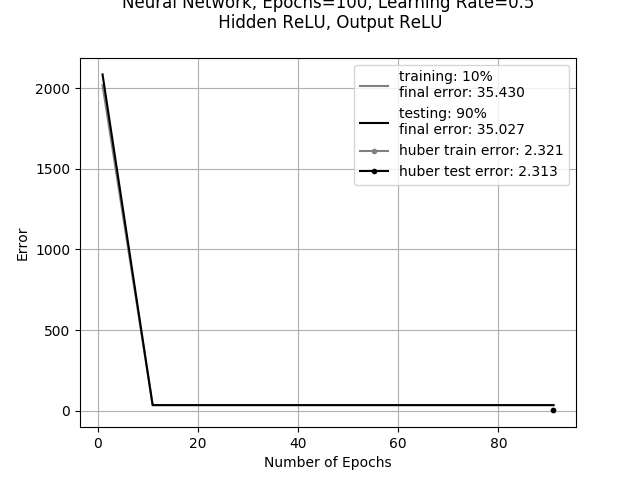 Neural Network, Epochs=100, Learning Rate=0.5
Hidden ReLU, Output ReLU
training: 10%
final error: 35.430
testing: 90%
final error: 35.027
huber train error: 2.321
huber test error: 2.313
Error
2000
1500
1000
500
0
0 20 40 60 80
Number of Epochs